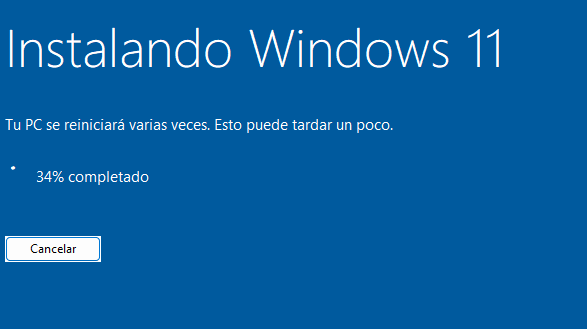 Instalando Windows 11
Tu PC se reiniciará varias veces. Esto puede tardar un poco.
34% completado
Cancelar